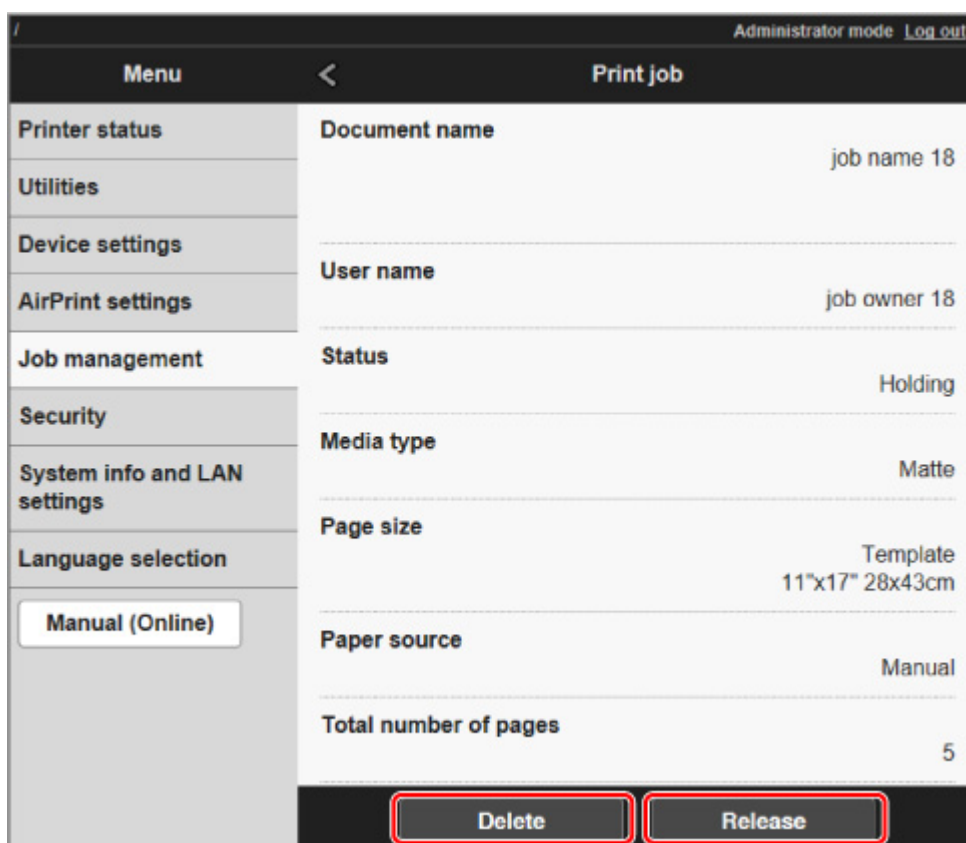 /
Administrator mode Log out
Menu
<
Print job
Printer status
Utilities
Device settings
AirPrint settings
Job management
Security
System info and LAN
settings
Language selection
Manual (Online)
Document name
job name 18
User name
job owner 18
Status
Holding
Media type
Matte
Page size
Template
11"x17" 28x43cm
Paper source
Manual
Total number of pages
5
Delete
Release